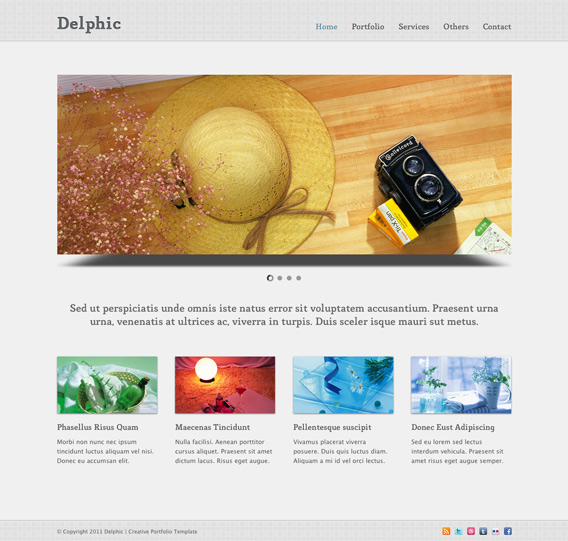 Delphic
Home Portfolio Services Others Contact
Rolleicord
Sed ut perspiciatis unde omnis iste natus error sit voluptatem accusantium. Praesent urna
urna, venenatis at ultrices ac, viverra in turpis. Duis sceler isque mauri sut metus.
Phasellus Risus Quam
Morbi non nunc nec ipsum
tincidunt luctus aliquam vel nisi.
Donec eu accumsan elit.
Maecenas Tincidunt
Nulla facilisi. Aenean porttitor
cursus aliquet. Praesent sit amet
dictum lacus. Risus eget augue.
Pellentesque suscipit
Vivamus placerat viverra
posuere. Duis quis luctus diam.
Aliquam a mi id vel orci lectus.
Donec Eust Adipiscing
Sed eu lorem sed lectus
interdum vehicula. Praesent sit
amet risus eget augue semper.
© Copyright 2011 Delphic | Creative Portfolio Template